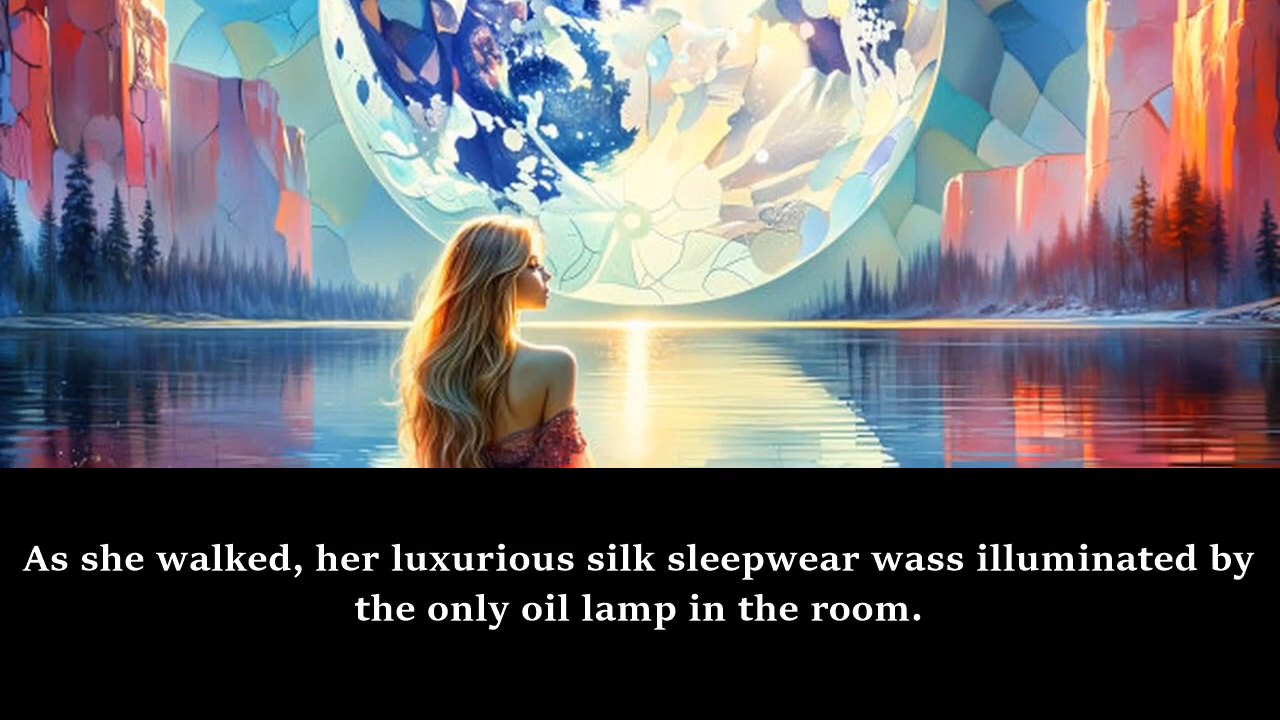 As she walked, her luxurious silk sleepwear wass illuminated by
the only oil lamp in the room.